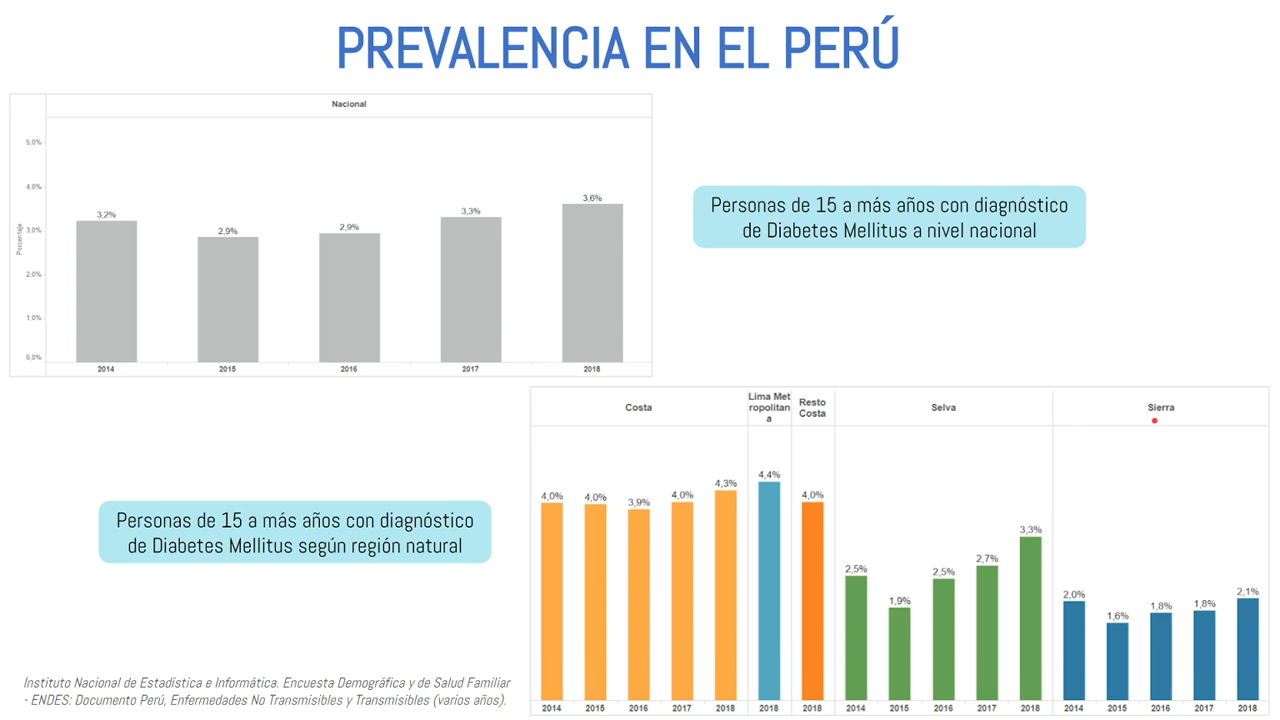 PREVALENCIA EN EL PERÚ
Nacional
Porcentaje
5,0%
4,0%
3,0%
2,0%
1,0%
0,0%
3,2%
2,9%
2,9%
3,3%
3,6%
2014
2015
2016
2017
2018
Personas de 15 a más años con diagnóstico
de Diabetes Mellitus a nivel nacional
Personas de 15 a más años con diagnóstico
de Diabetes Mellitus según región natural
Costa
4,0%
4,0%
3,9%
4,0%
4,3%
2014
2015
2016
2017
2018
Lima Met
ropolitan
a
4,4%
2018
Resto
Costa
4,0%
2018
Selva
2,5%
1,9%
2,5%
2,7%
3,3%
2014
2015
2016
2017
2018
Sierra
2,0%
1,6%
1,8%
1,8%
2,1%
2014
2015
2016
2017
2018
Instituto Nacional de Estadística e Informática. Encuesta Demográfica y de Salud Familiar
- ENDES: Documento Perú, Enfermedades No Transmisibles y Transmisibles (varios años).